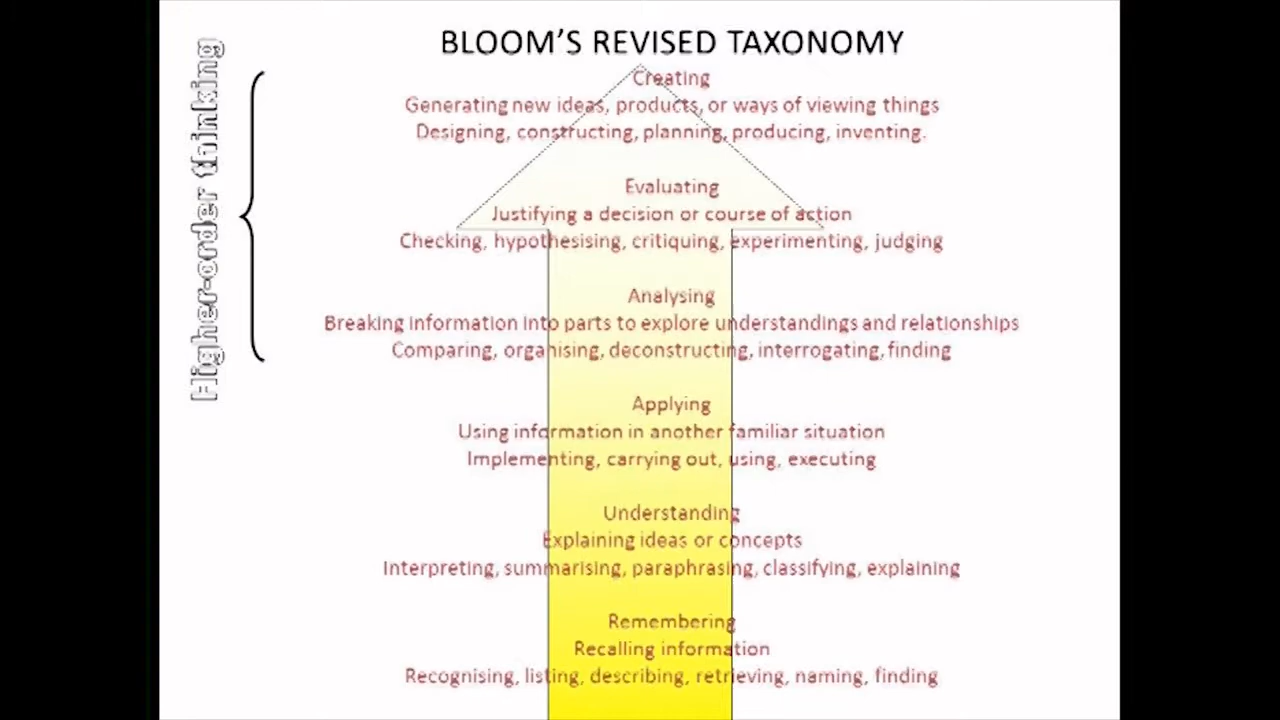 BLOOM'S REVISED TAXONOMY
Higher-order thinking
Creating
Generating new ideas, products, or ways of viewing things
Designing, constructing, planning, producing, inventing.
Evaluating
Justifying a decision or course of action
Checking, hypothesising, critiquing, experimenting, judging
Analysing
Breaking information into parts to explore understandings and relationships
Comparing, organising, deconstructing, interrogating, finding
Applying
Using information in another familiar situation
Implementing, carrying out, using, executing
Understanding
Explaining ideas or concepts
Interpreting, summarising, paraphrasing, classifying, explaining
Remembering
Recalling information
Recognising, listing, describing, retrieving, naming, finding